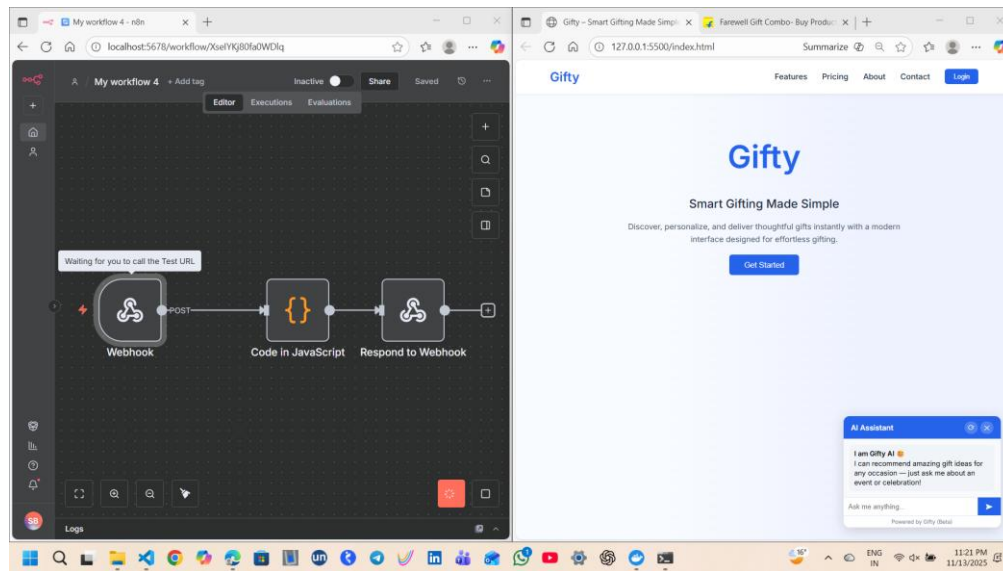 My workflow 4 - n8n
localhost:5678/workflow/XselYKj80fa0WDlq
My workflow 4 + Add tag
Inactive
Share
Saved
Editor Executions Evaluations
Waiting for you to call the Test URL
POST
Webhook
Code in JavaScript
Respond to Webhook
SB
Logs
Gifty – Smart Gifting Made Simpl
Farewell Gift Combo- Buy Produc
127.0.0.1:5500/index.html
Summarize
Gifty
Features Pricing About Contact Login
Gifty
Smart Gifting Made Simple
Discover, personalize, and deliver thoughtful gifts instantly with a modern
interface designed for effortless gifting.
Get Started
AI Assistant
I am Gifty AI
I can recommend amazing gift ideas for
any occasion — just ask me about an
event or celebration!
Ask me anything...
Powered by Gifty (Beta)
un
in
16°
ENG
IN
11:21 PM
11/13/2025